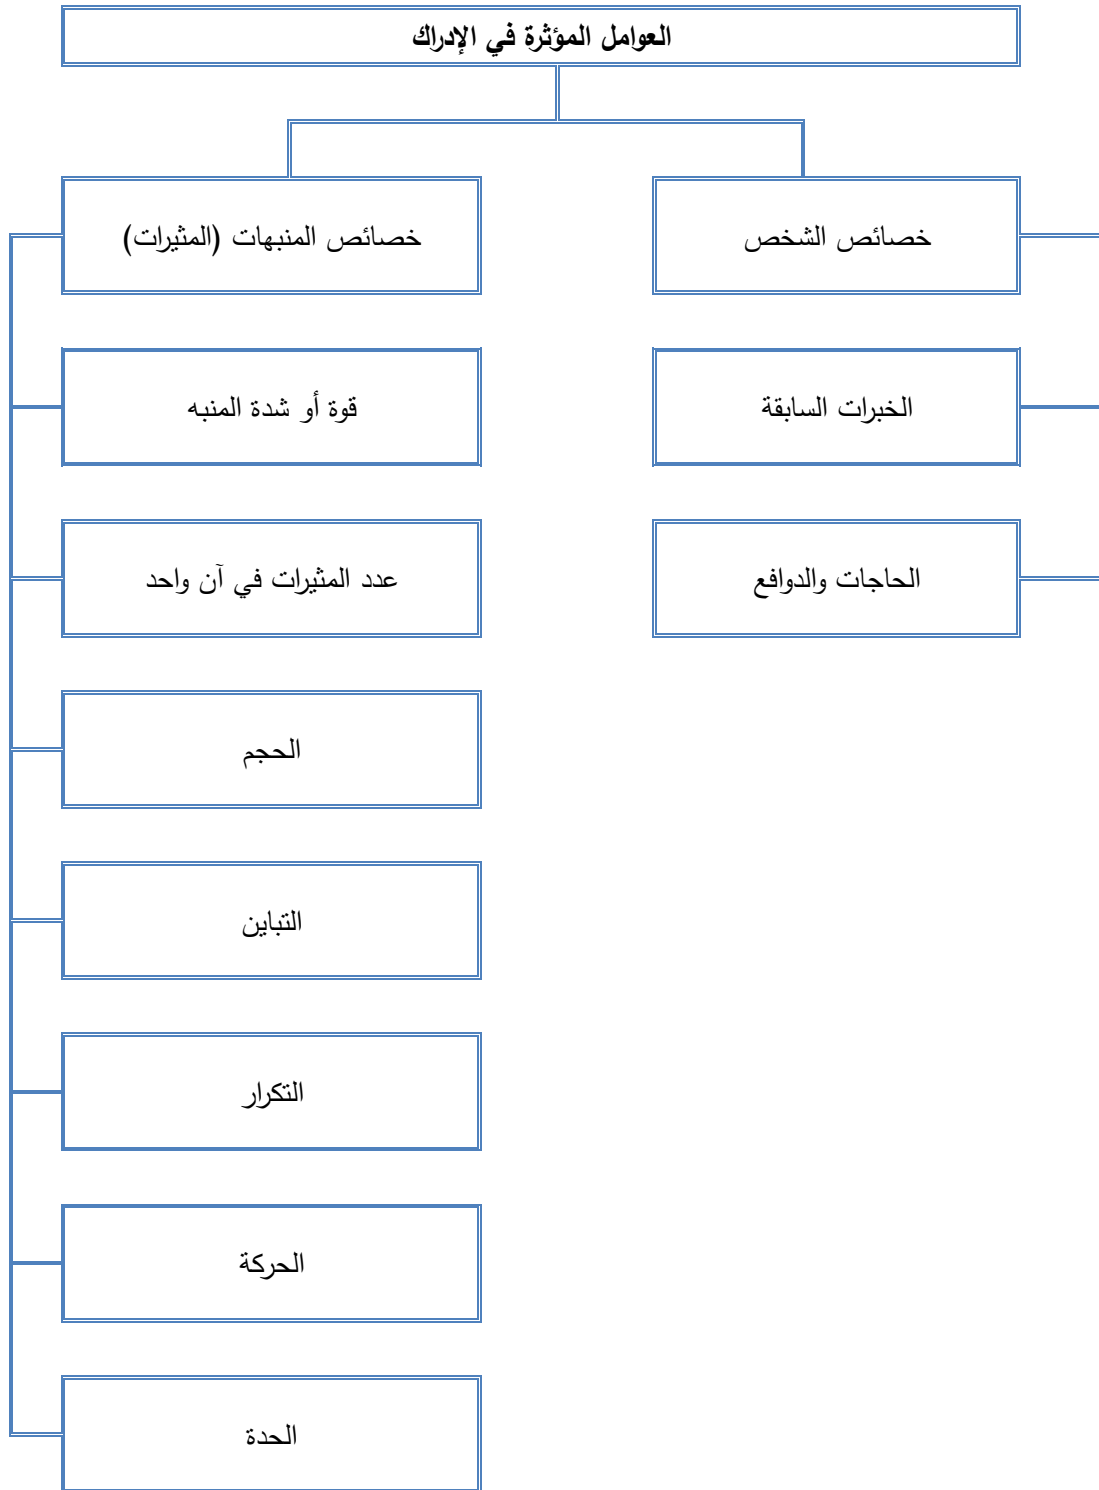 العوامل المؤثرة في الإدراك
خصائص الشخص
خصائص المنبهات (المثيرات)
الخبرات السابقة
قوة أو شدة المنبه
الحاجات والدوافع
عدد المثيرات في آن واحد
الحجم
التباين
التكرار
الحركة
الحدة